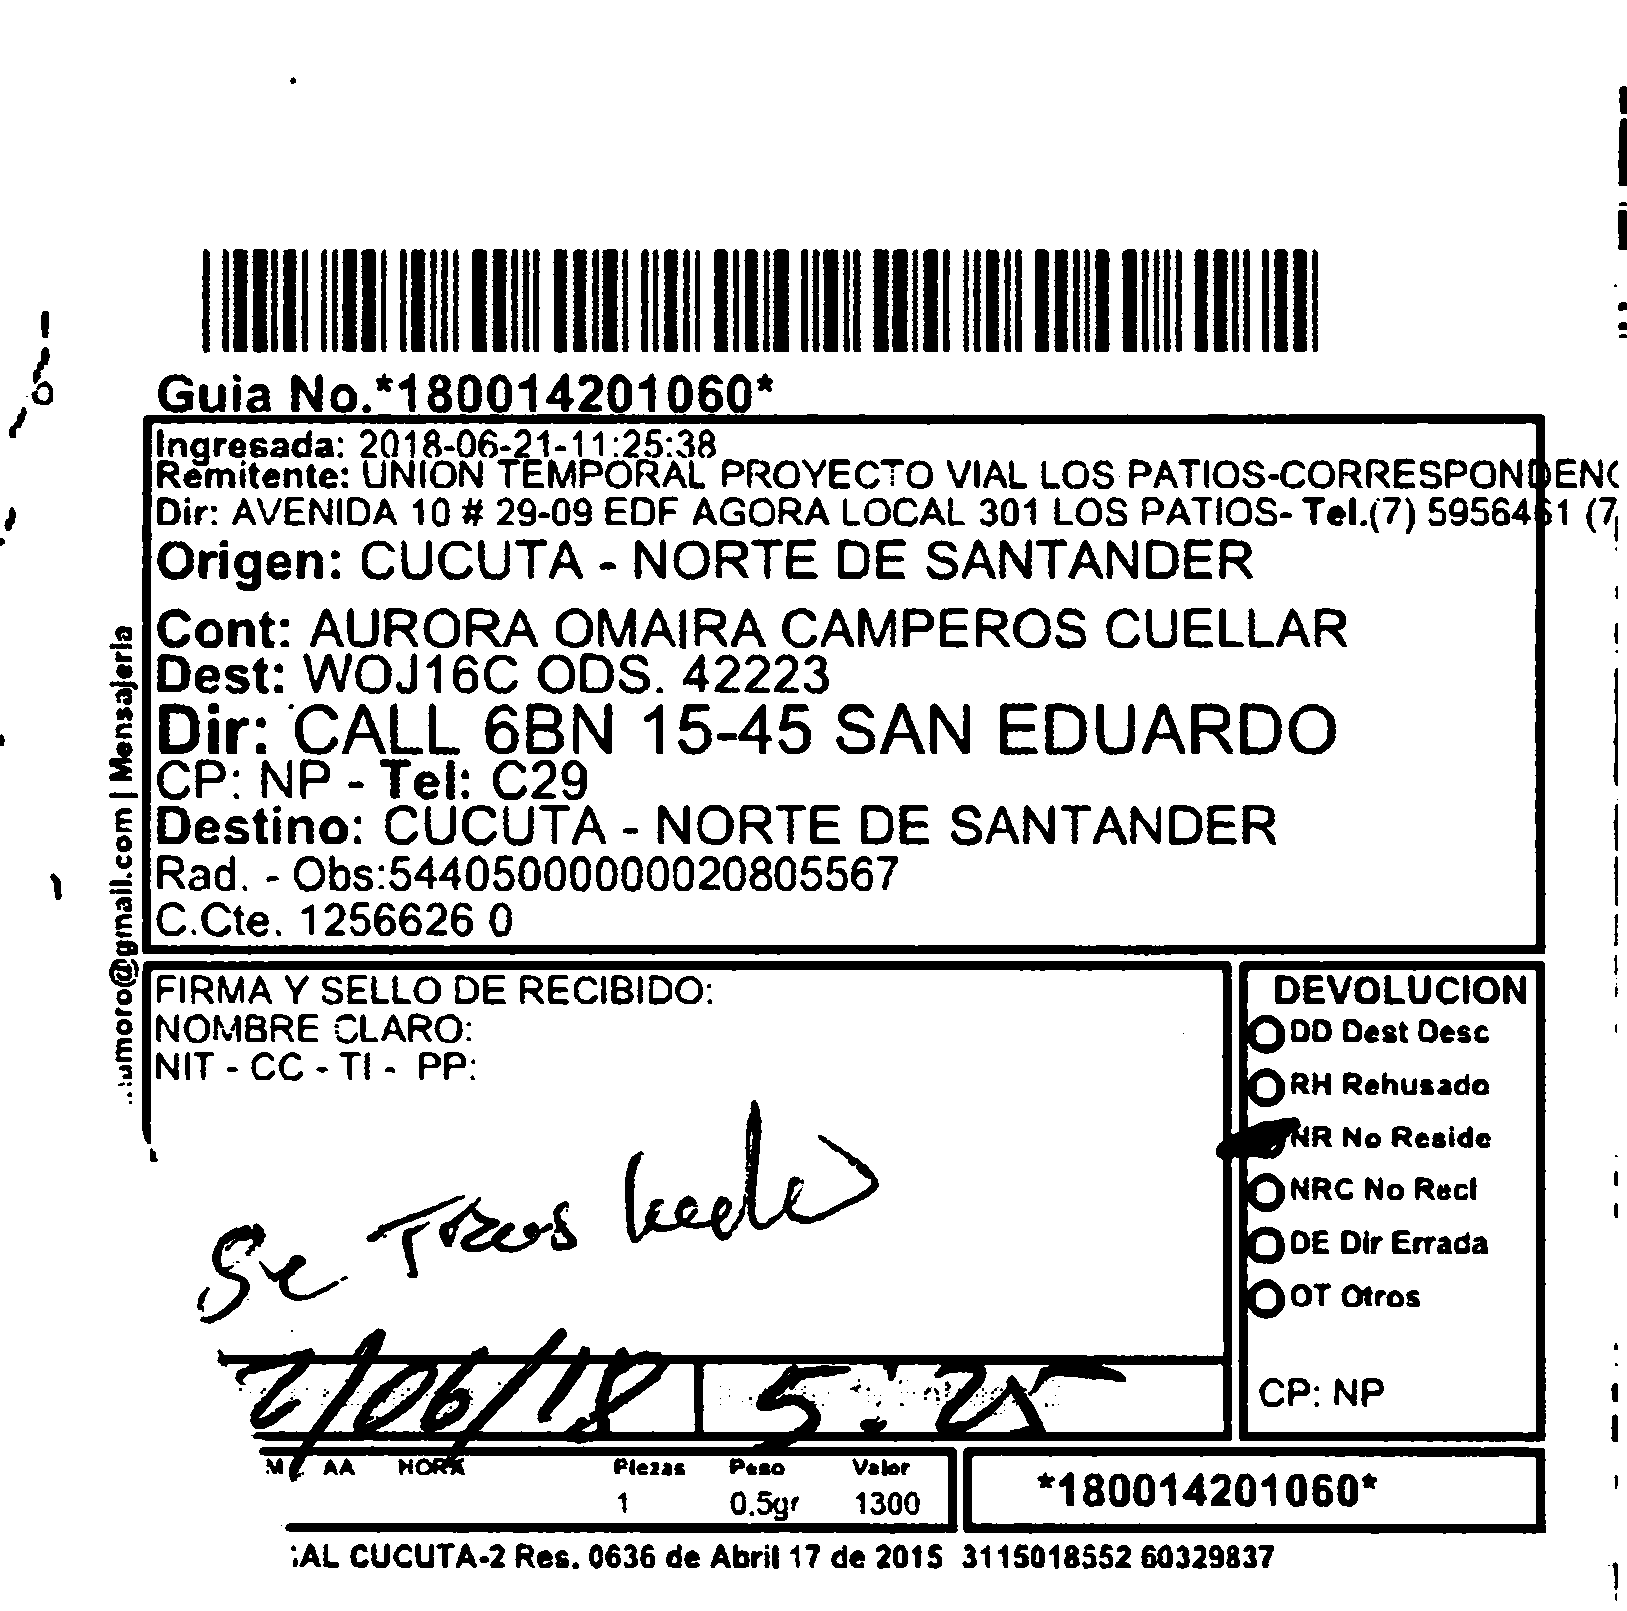 Guia No.*180014201060*
Ingresada: 2018-06-21-11:25:38
Remitente: UNION TEMPORAL PROYECTO VIAL LOS PATIOS-CORRESPONDENC
Dir: AVENIDA 10 # 29-09 EDF AGORA LOCAL 301 LOS PATIOS- Tel.(7) 5956461 (7
Origen: CUCUTA - NORTE DE SANTANDER
Cont: AURORA OMAIRA CAMPEROS CUELLAR
Dest: WOJ16C ODS. 42223
Dir: CALL 6BN 15-45 SAN EDUARDO
CP: NP - Tel: C29
Destino: CUCUTA - NORTE DE SANTANDER
Rad. - Obs:544050000000020805567
C.Cte. 1256626 0
umoro@gmail.com | Mensajeria
FIRMA Y SELLO DE RECIBIDO:
NOMBRE CLARO:
NIT - CC - TI - PP:
Se
DEVOLUCION
DD Dest Desc
RH Rehusado
NR No Reside
NRC No Recl
DE Dir Errada
OT Otros
CP: NP
2/06/18 5:25
M AA HORA Piezas Peso Valor
1 0.5gr 1300
*180014201060*
AL CUCUTA-2 Res. 0636 de Abril 17 de 2015 3115018552 60329837